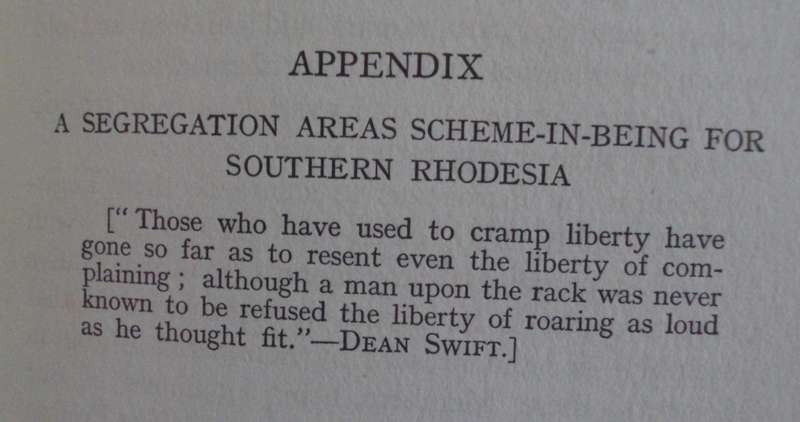 APPENDIX
A SEGREGATION AREAS SCHEME-IN-BEING FOR
SOUTHERN RHODESIA
["Those who have used to cramp liberty have
gone so far as to resent even the liberty of com-
plaining; although a man upon the rack was never
known to be refused the liberty of roaring as loud
as he thought fit."—DEAN SWIFT.]